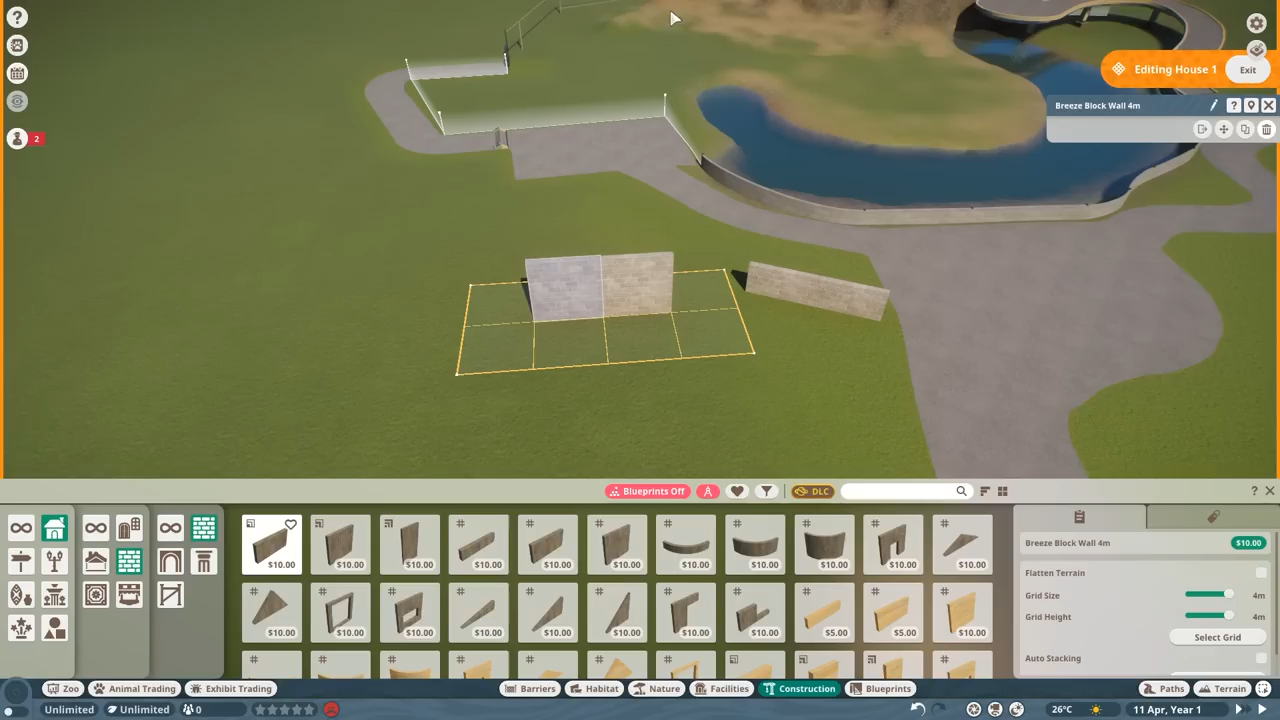 ?
Editing House 1
Exit
Breeze Block Wall 4m
?
2
Blueprints Off
DLC
?
$10.00 $10.00 $10.00 $10.00 $10.00 $10.00 $10.00 $10.00 $10.00 $10.00 $10.00
$10.00 $10.00 $10.00 $10.00 $10.00 $10.00 $10.00 $10.00 $5.00 $5.00 $10.00
Breeze Block Wall 4m
$10.00
Flatten Terrain
Grid Size
4m
Grid Height
4m
Select Grid
Auto Stacking
Zoo
Animal Trading
Exhibit Trading
Barriers
Habitat
Nature
Facilities
Construction
Blueprints
Paths
Terrain
Unlimited
Unlimited
0
26°C
11 Apr, Year 1